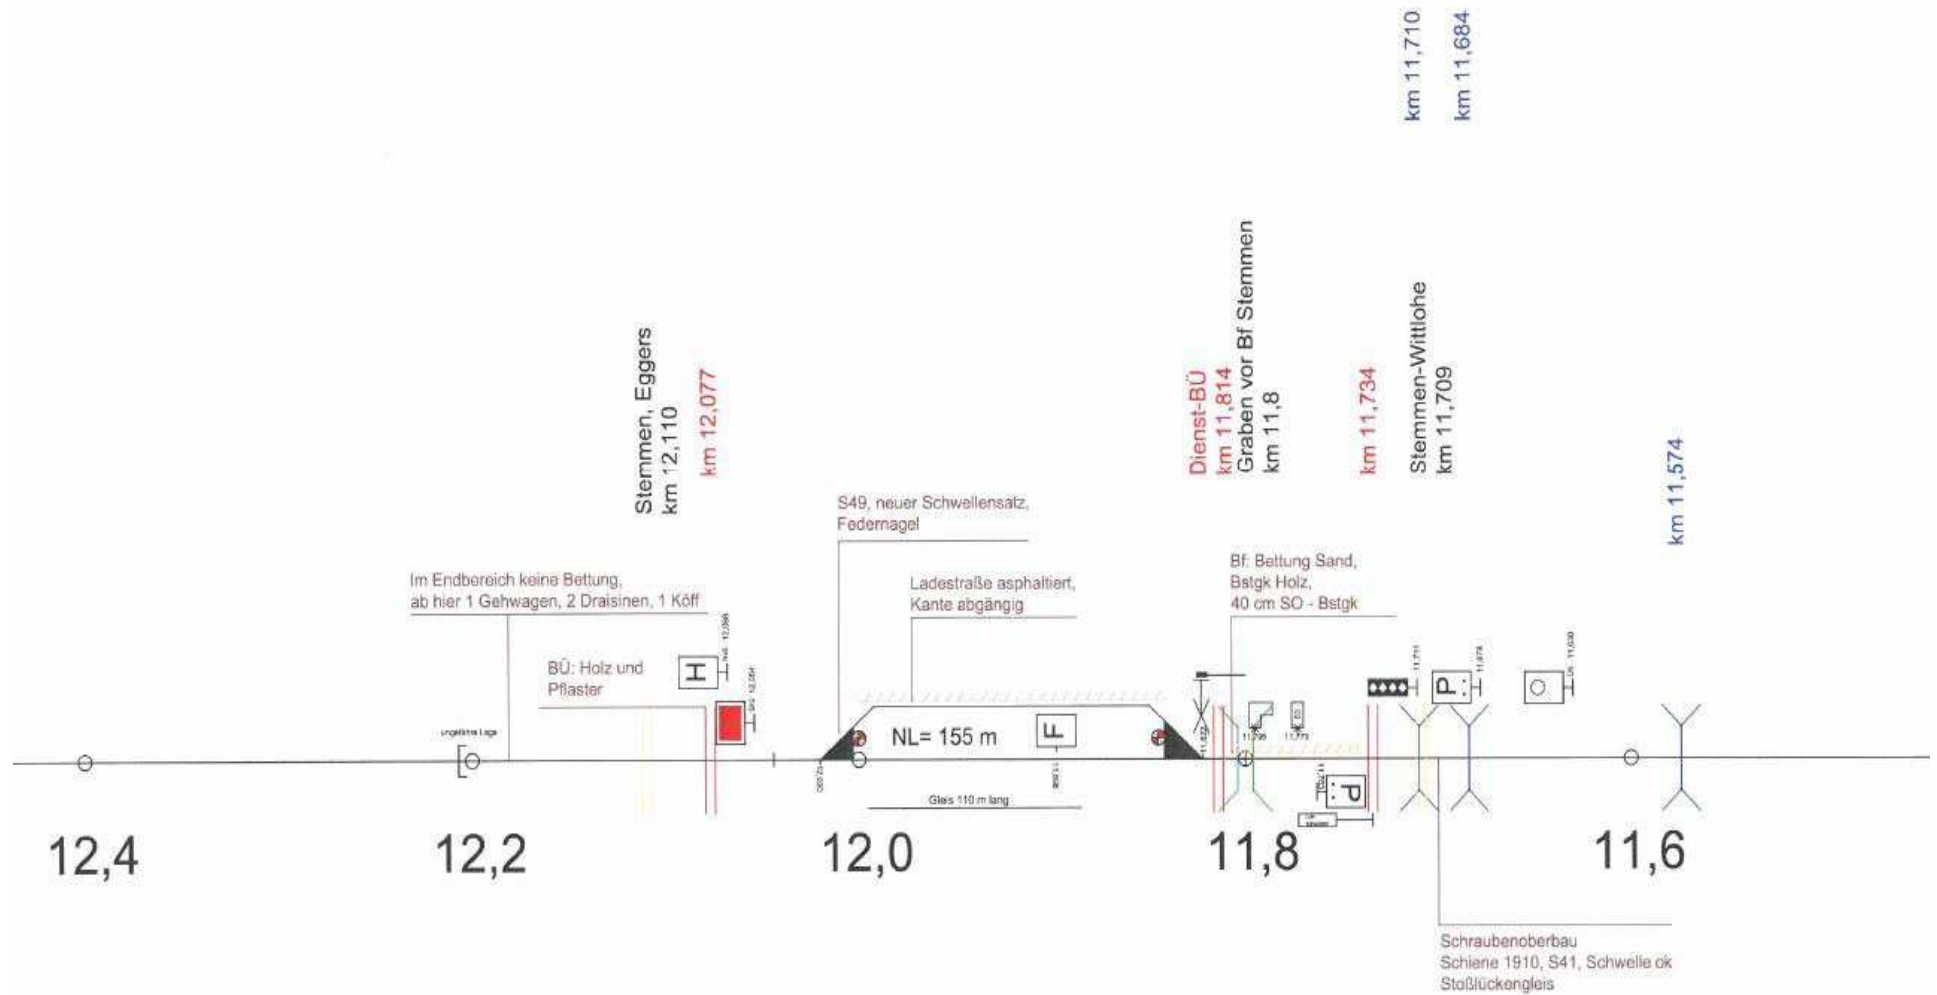 km 11,710
km 11,684
Stemmen, Eggers
km 12,110
km 12,077
Dienst-BÜ
km 11,814
Graben vor Bf Stemmen
km 11,8
km 11,734
Stemmen-Wittlohe
km 11,709
km 11,574
S49, neuer Schwellensatz,
Federnagel
Im Endbereich keine Bettung,
ab hier 1 Gehwagen, 2 Draisinen, 1 Köff
Ladestraße asphaltiert,
Kante abgängig
Bf: Bettung Sand,
Bstgk Holz,
40 cm SO - Bstgk
BÜ: Holz und
Pflaster
H
P
ungefähre Lage
NL= 155 m
F
11,773
P
Gleis 110 m lang
12,4
12,2
12,0
11,8
11,6
Schraubenoberbau
Schiene 1910, S41, Schwelle ok
Stoßlückengleis